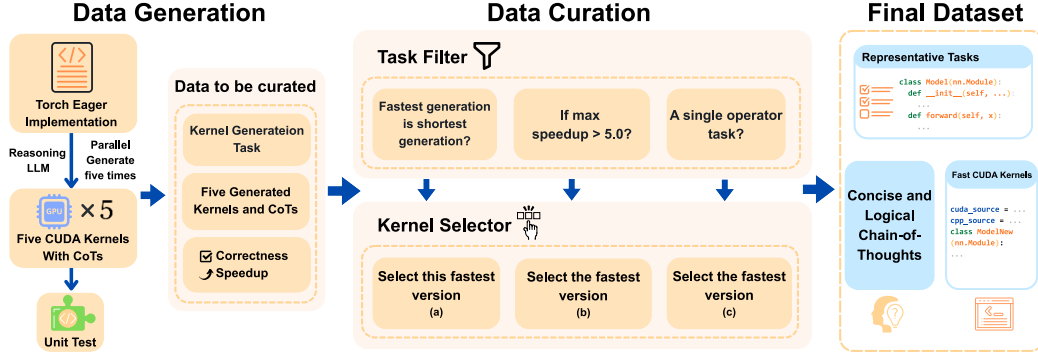 Data Generation
Torch Eager
Implementation
Reasoning
LLM
Parallel
Generate
five times
GPU
×5
Five CUDA Kernels
With CoTs
Unit Test
Data to be curated
Kernel Generateion
Task
Five Generated
Kernels and CoTs
Correctness
Speedup
Data Curation
Task Filter
Fastest generation
is shortest
generation?
If max
speedup > 5.0?
A single operator
task?
Kernel Selector
Select this fastest
version
(a)
Select the fastest
version
(b)
Select the fastest
version
(c)
Final Dataset
Representative Tasks
class Model(nn.Module):
def __init__(self, ...):
...
def forward(self, x):
...
Concise and
Logical
Chain-of-
Thoughts
Fast CUDA Kernels
cuda_source = ...
cpp_source = ...
class ModelNew
(nn.Module):
...